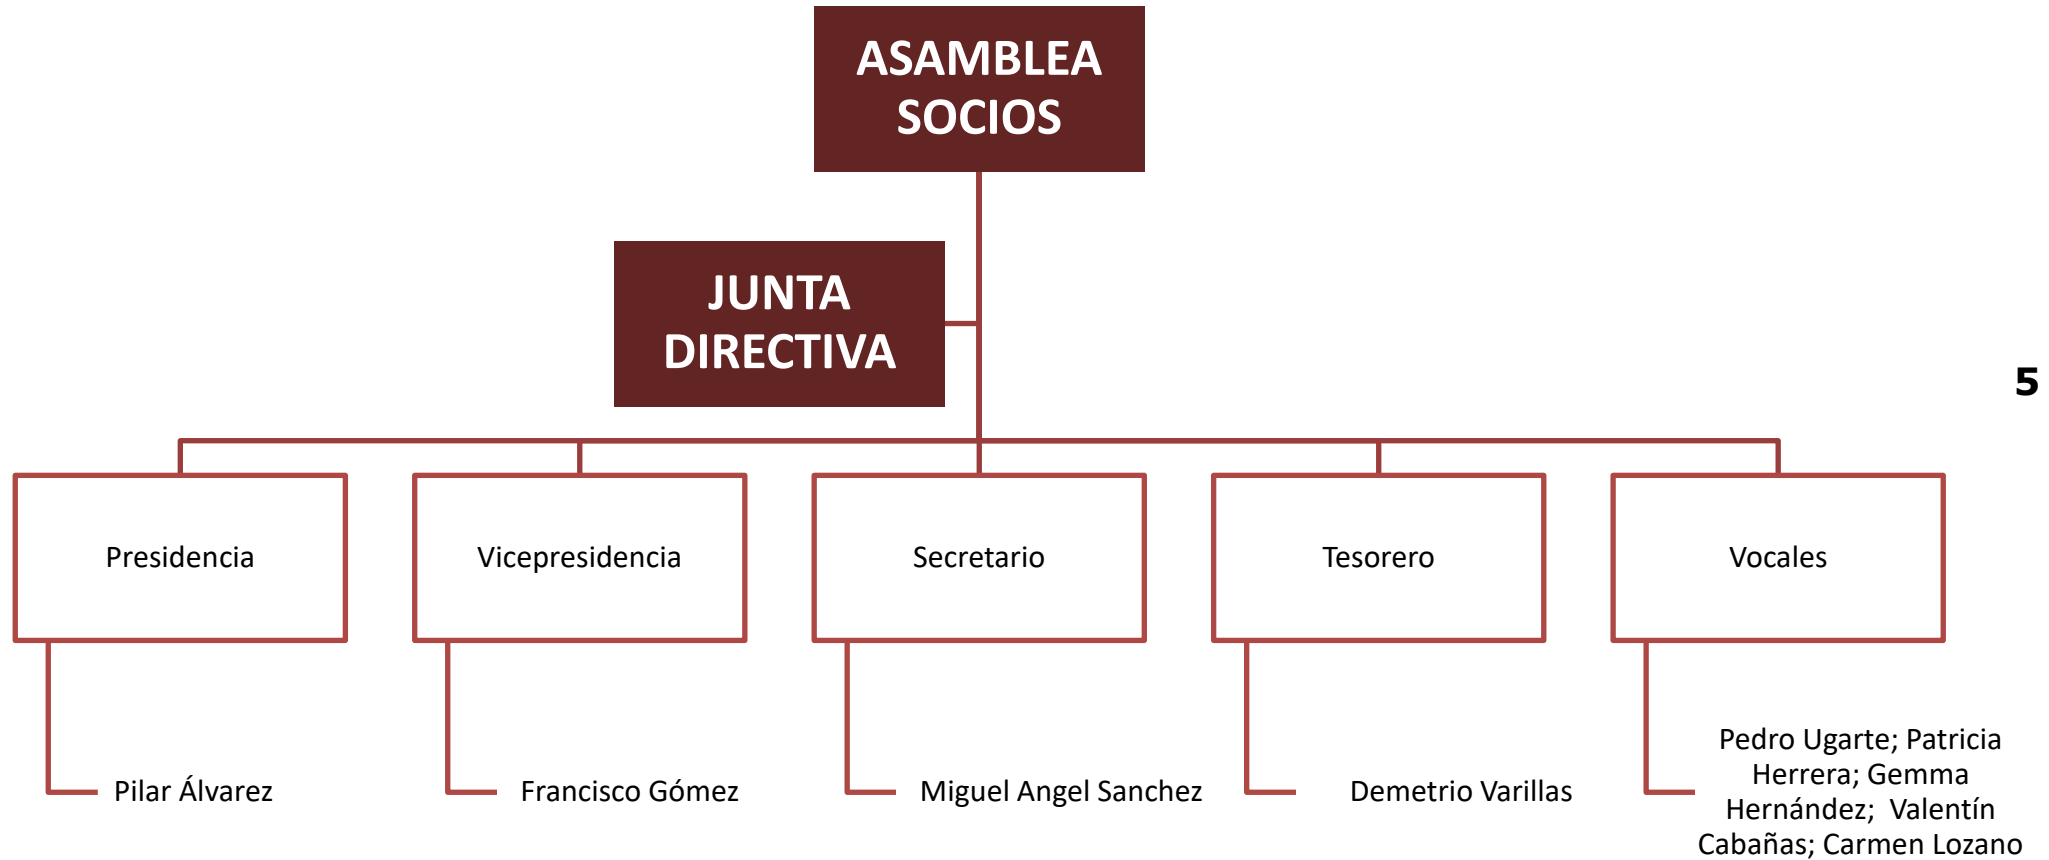 ASAMBLEA
SOCIOS
JUNTA
DIRECTIVA
5
Presidencia
Vicepresidencia
Secretario
Tesorero
Vocales
Pilar Álvarez
Francisco Gómez
Miguel Angel Sanchez
Demetrio Varillas
Pedro Ugarte; Patricia
Herrera; Gemma
Hernández;  Valentín
Cabañas; Carmen Lozano